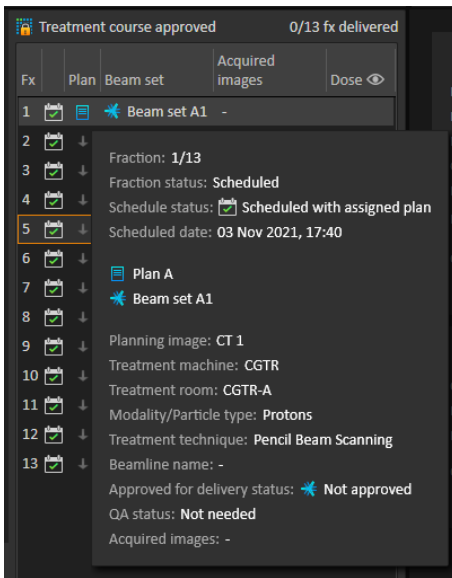 Treatment course approved 0/13 fx delivered
Fx Plan Beam set Acquired images Dose
1 Beam set A1 -
2
3
4
5
6
7
8
9
10
11
12
13
Fraction: 1/13
Fraction status: Scheduled
Schedule status: Scheduled with assigned plan
Scheduled date: 03 Nov 2021, 17:40
Plan A
Beam set A1
Planning image: CT 1
Treatment machine: CGTR
Treatment room: CGTR-A
Modality/Particle type: Protons
Treatment technique: Pencil Beam Scanning
Beamline name: -
Approved for delivery status: Not approved
QA status: Not needed
Acquired images: -